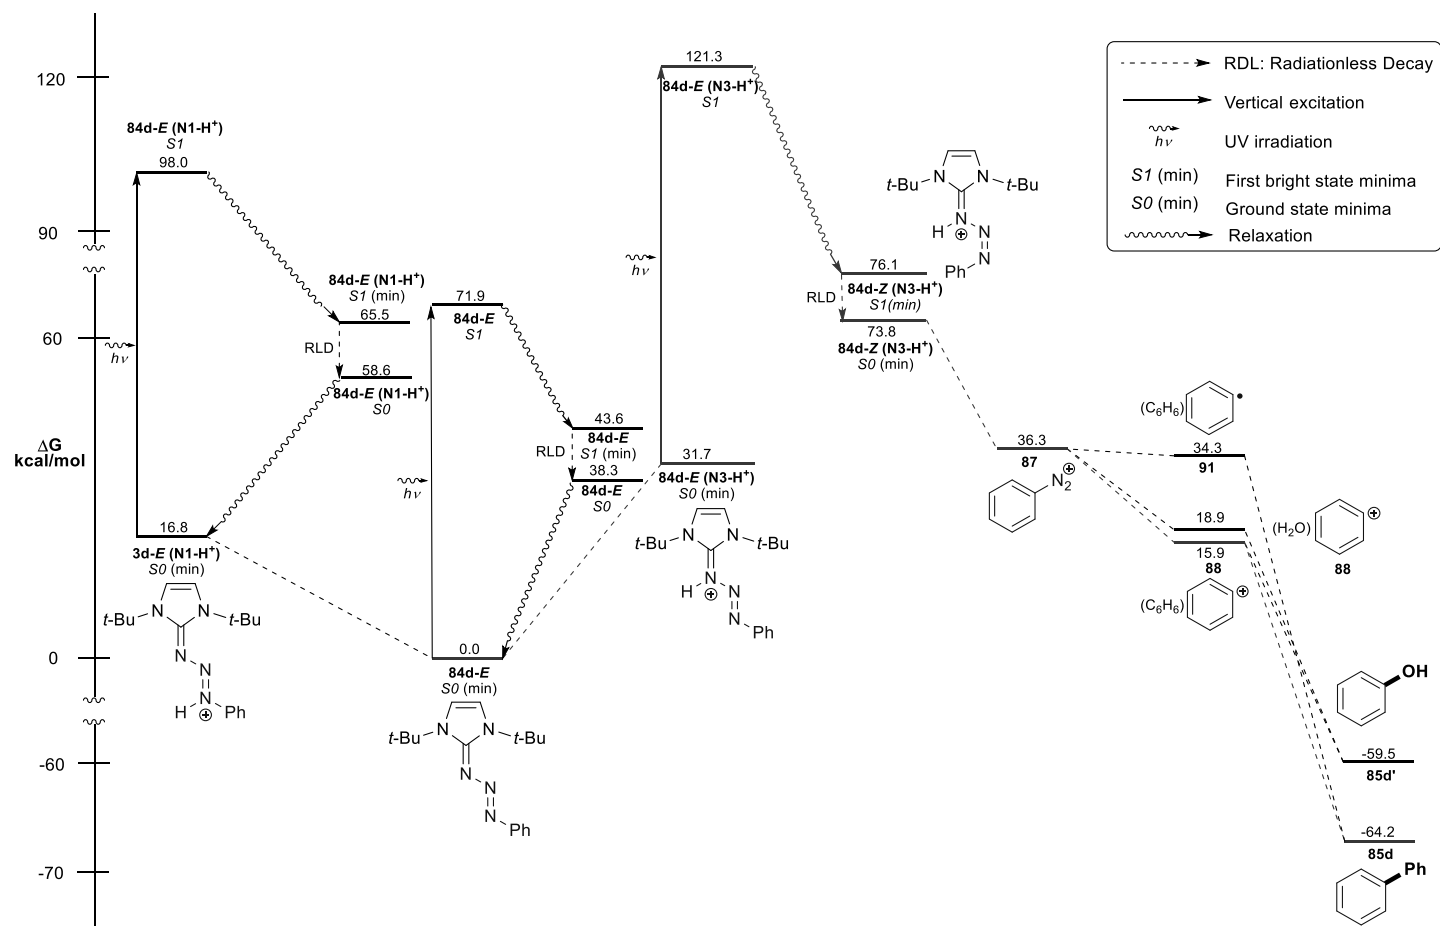 120
90
60
ΔG
kcal/mol
0
-60
-70
84d-E (N1-H+)
S1
98.0
hν
16.8
3d-E (N1-H+)
S0 (min)
t-Bu N N t-Bu
N
N
H N Ph
84d-E (N1-H+)
S1 (min)
65.5
RLD
58.6
84d-E (N1-H+)
S0
71.9
84d-E
S1
hν
0.0
84d-E
S0 (min)
t-Bu N N t-Bu
N
N
N Ph
43.6
84d-E
S1 (min)
RLD
38.3
84d-E
S0
121.3
84d-E (N3-H+)
S1
hν
31.7
84d-E (N3-H+)
S0 (min)
t-Bu N N t-Bu
H N
N
N Ph
t-Bu N N t-Bu
H N N
Ph N
76.1
84d-Z (N3-H+)
S1(min)
RLD
73.8
84d-Z (N3-H+)
S0 (min)
36.3
87
N2
(C6H6)
34.3
91
18.9
(H2O)
88
15.9
88
(C6H6)
OH
-59.5
85d'
-64.2
85d
Ph
RDL: Radiationless Decay
Vertical excitation
hν UV irradiation
S1 (min) First bright state minima
S0 (min) Ground state minima
Relaxation